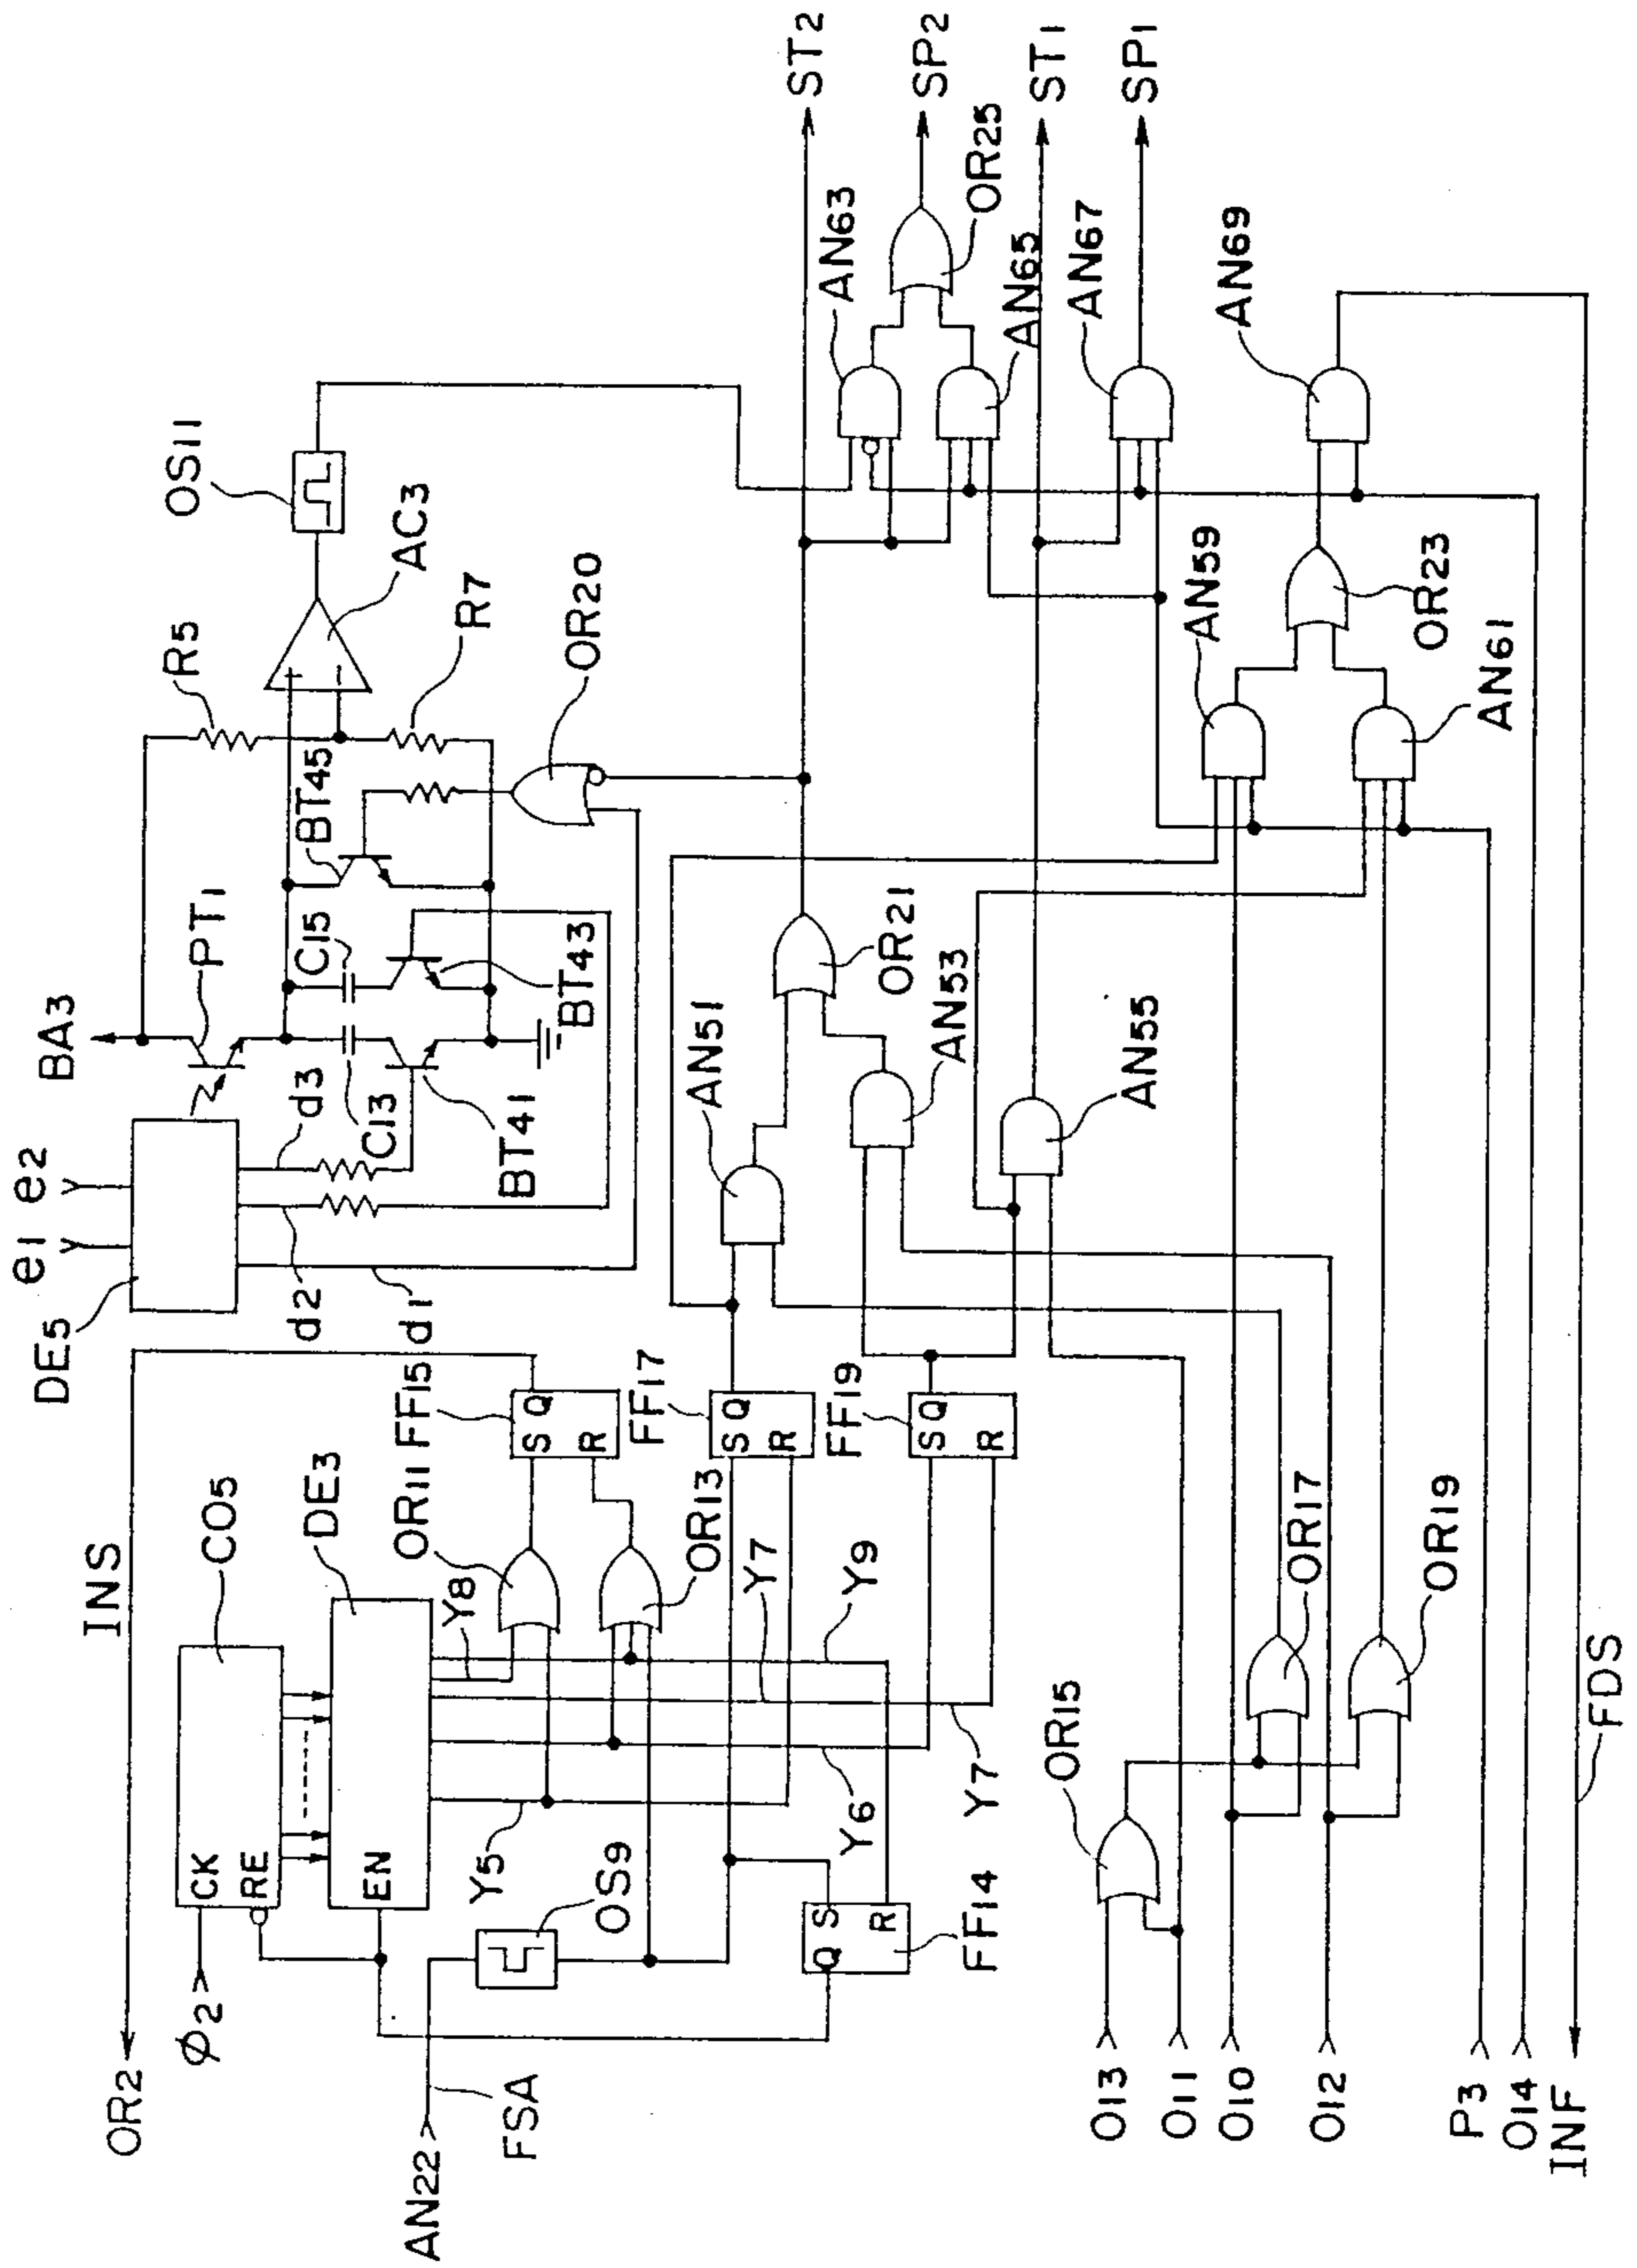 INS
OR2
CO5
CK
RE
φ2
DE3
EN
AN22
FSA
OS9
Y5
Y8
Y7
Y9
Y6
Y7
OR11
FF15
S Q
R
OR13
FF17
S Q
R
FF19
S Q
R
FF14
Q S
R
DE5
e1
e2
d1
d2
d3
BA3
PT1
C13
C15
BT41
BT43
BT45
R5
R7
+
−
AC3
OS11
OR20
AN51
AN53
AN55
OR21
AN59
AN61
OR23
AN63
AN65
AN67
AN69
OR25
ST2
SP2
ST1
SP1
OR15
OR17
OR19
O13
O11
O10
O12
P3
O14
INF
FDS